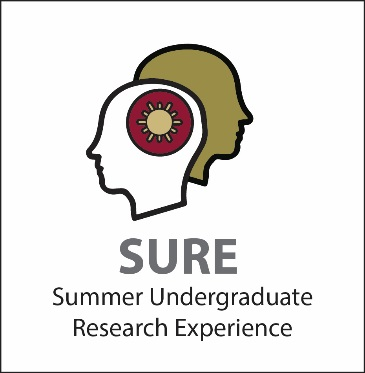 SURE
Summer Undergraduate
Research Experience